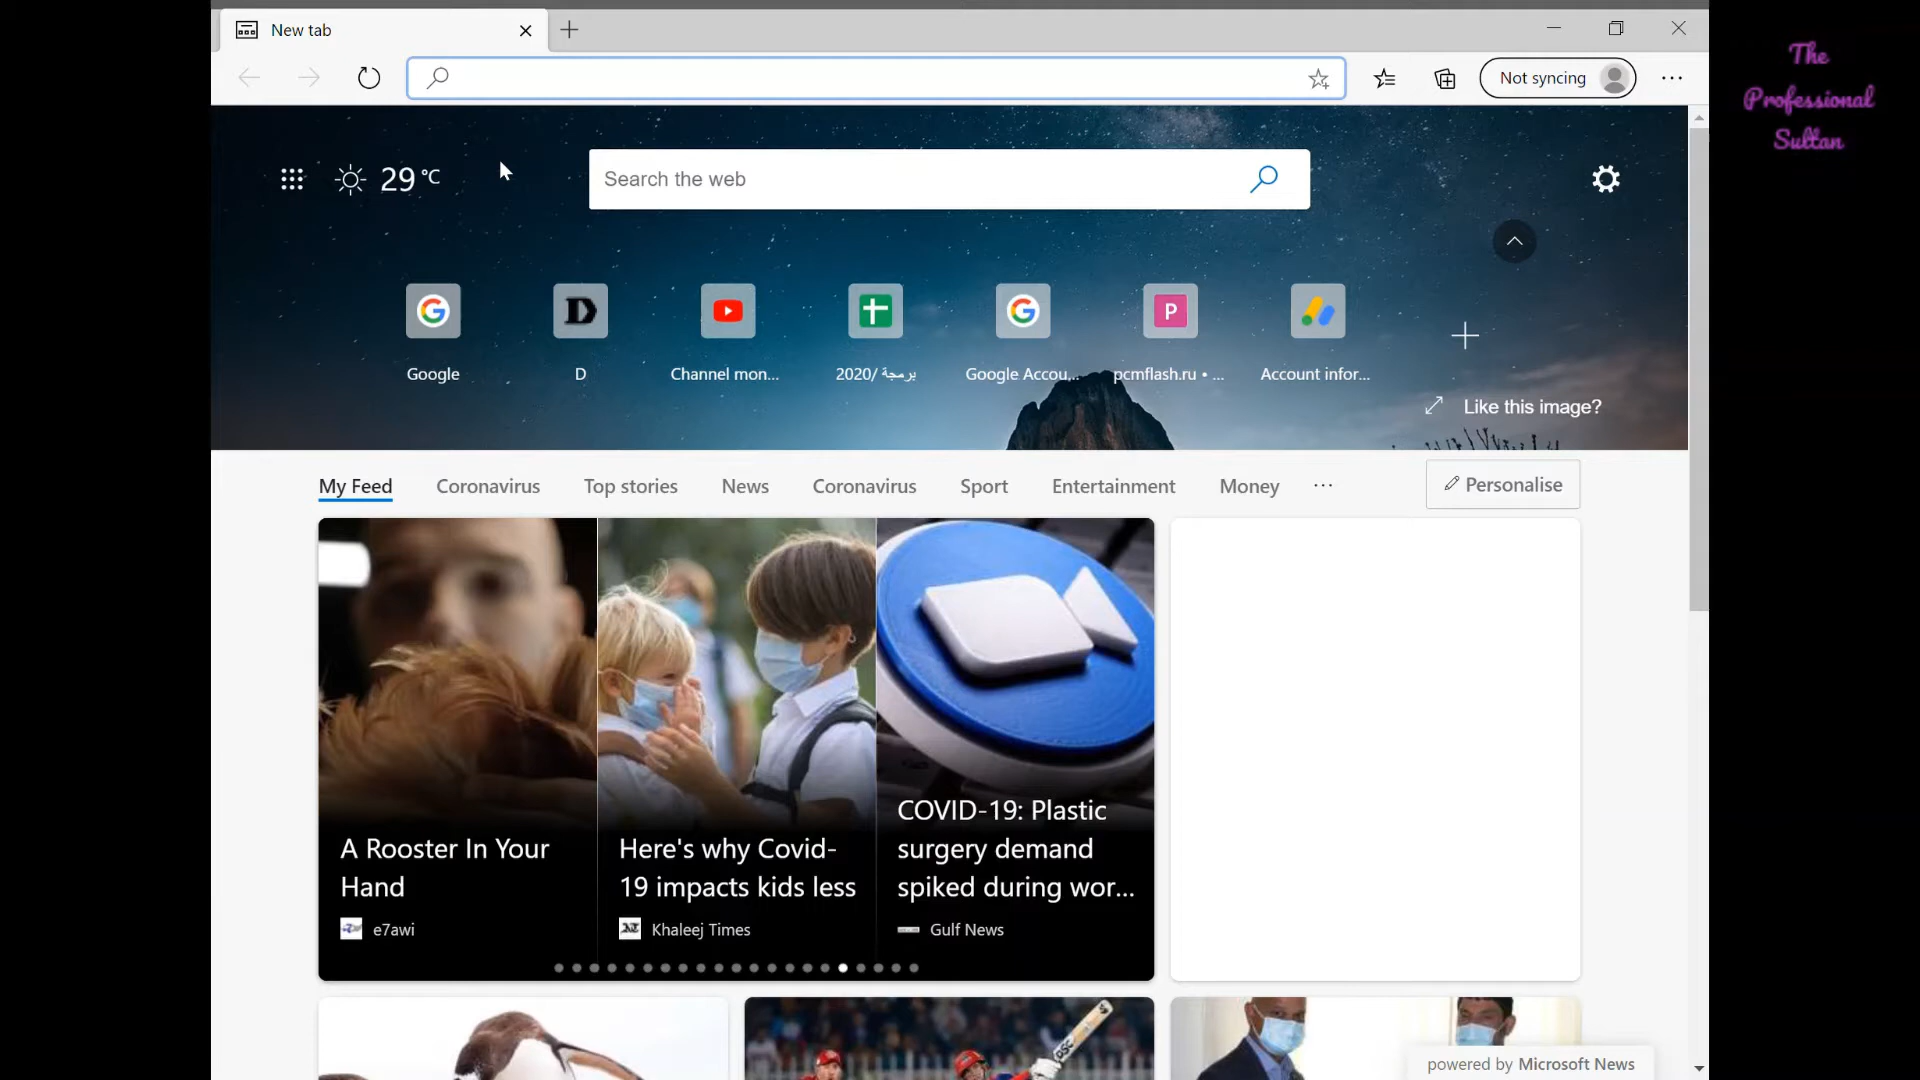 New tab
The
Professional
Sultan
Not syncing
29 °C
Search the web
Google
D
Channel mon...
برمجة /2020
Google Accou...
pcmflash.ru • ...
Account infor...
P
Like this image?
My Feed
Coronavirus
Top stories
News
Coronavirus
Sport
Entertainment
Money
Personalise
A Rooster In Your
Hand
e7awi
Here's why Covid-
19 impacts kids less
Khaleej Times
COVID-19: Plastic
surgery demand
spiked during wor...
Gulf News
powered by Microsoft News